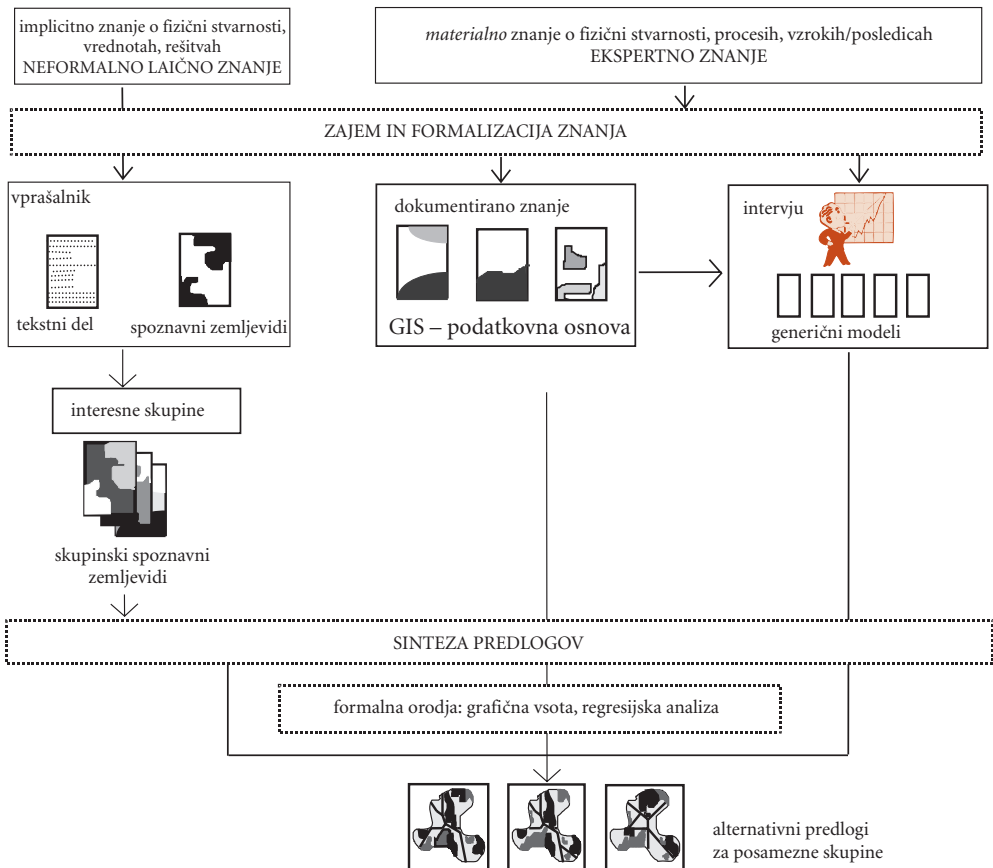 implicitno znanje o fizični stvarnosti,
vrednotah, rešitvah
NEFORMALNO LAIČNO ZNANJE
materialno znanje o fizični stvarnosti, procesih, vzrokih/posledicah
EKSPERTNO ZNANJE
ZAJEM IN FORMALIZACIJA ZNANJA
vprašalnik
tekstni del
spoznavni zemljevidi
dokumentirano znanje
GIS – podatkovna osnova
intervju
generični modeli
interesne skupine
skupinski spoznavni
zemljevidi
SINTEZA PREDLOGOV
formalna orodja: grafična vsota, regresijska analiza
alternativni predlogi
za posamezne skupine